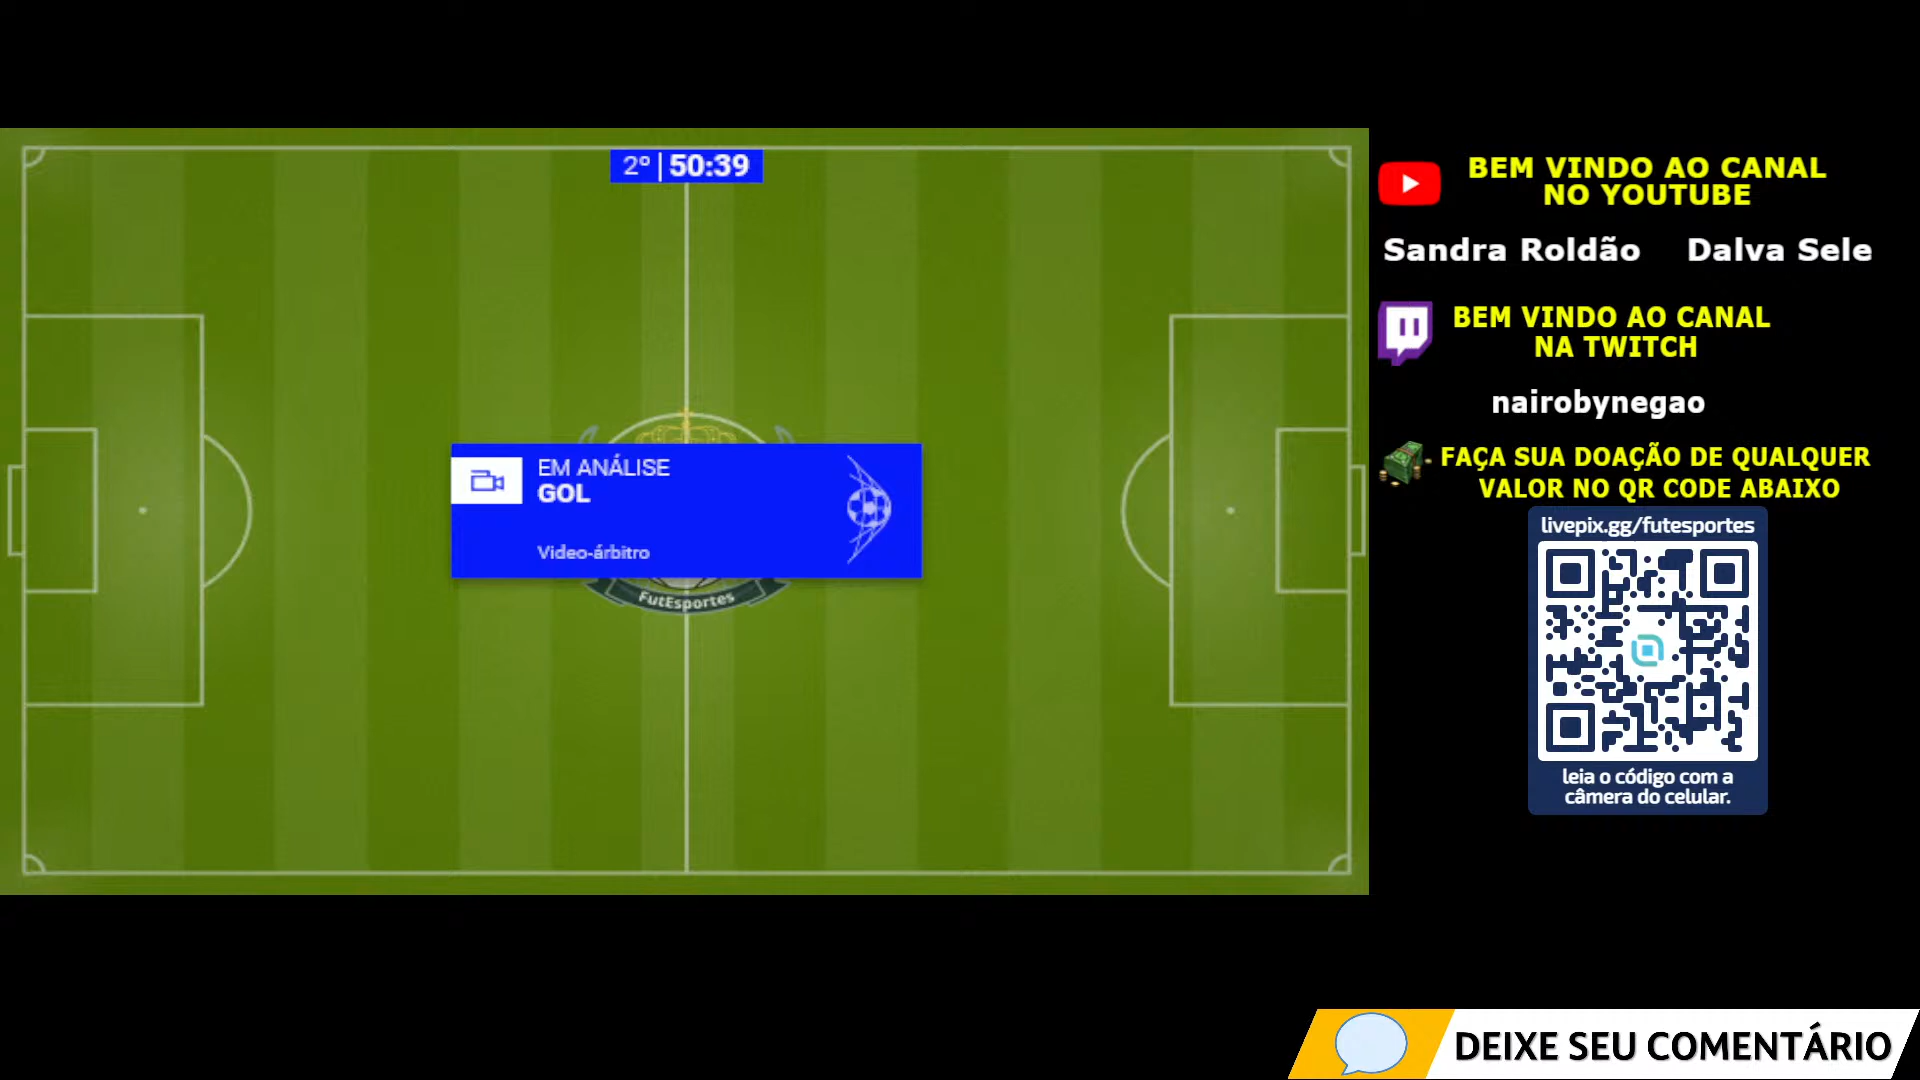 2º | 50:39
EM ANÁLISE
GOL
Video-árbitro
FutEsportes
BEM VINDO AO CANAL
NO YOUTUBE
Sandra Roldão Dalva Sele
BEM VINDO AO CANAL
NA TWITCH
nairobynegao
FAÇA SUA DOAÇÃO DE QUALQUER
VALOR NO QR CODE ABAIXO
livepix.gg/futesportes
leia o código com a
câmera do celular.
DEIXE SEU COMENTÁRIO